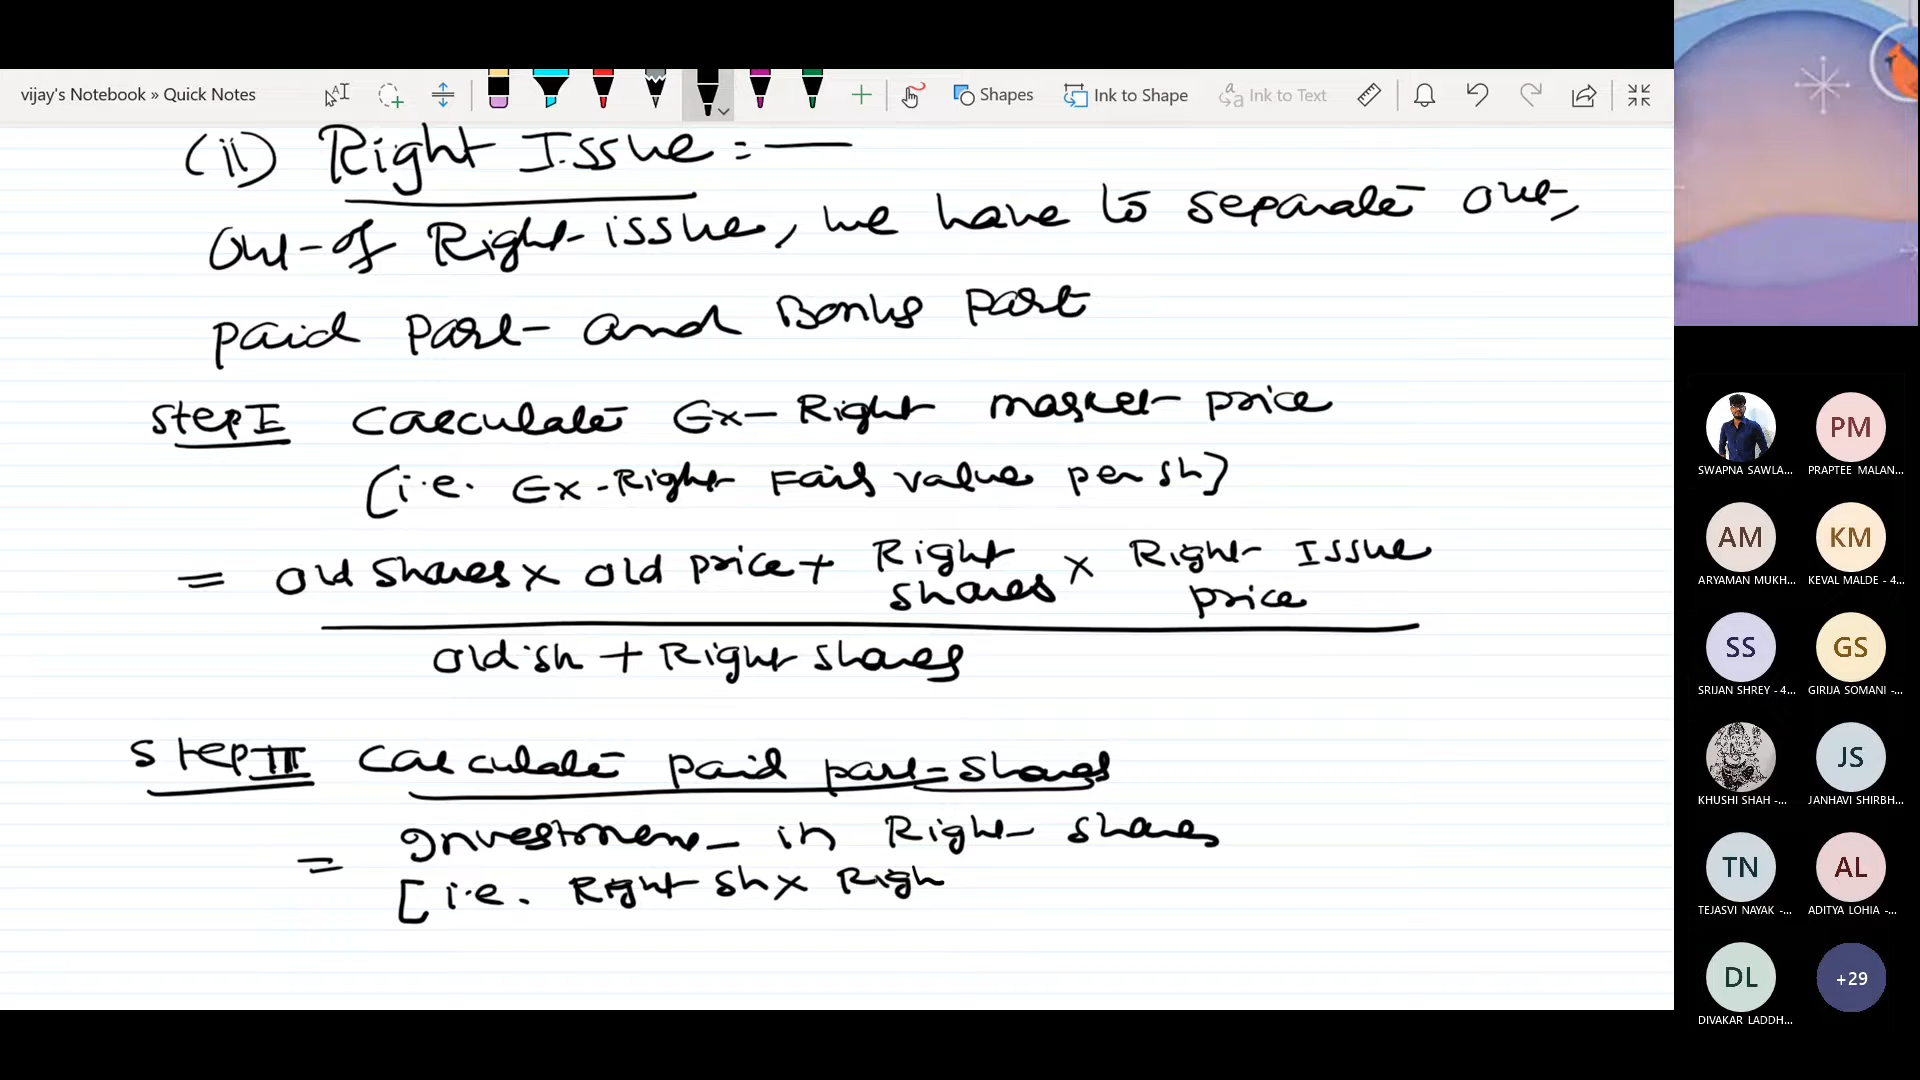 vijay's Notebook » Quick Notes
Shapes
Ink to Shape
Ink to Text
(ii) Right Issue :—
Out-of Right issue, we have to separate out,
paid part and Bonus part
Step I Calculate Ex-Right market price
[i.e. Ex-Right Fair value per sh]
= Old Shares x Old price + Right shares x Right Issue price
Old sh + Right shares
Step II Calculate paid part shares
= Investment in Right shares
[i.e. Right sh x Righ
SWAPNA SAWLA...
PM
PRAPTEE MALAN...
AM
ARYAMAN MUKH...
KM
KEVAL MALDE - 4...
SS
SRIJAN SHREY - 4...
GS
GIRIJA SOMANI -...
KHUSHI SHAH -...
JS
JANHAVI SHIRBH...
TN
TEJASVI NAYAK -...
AL
ADITYA LOHIA -...
DL
DIVAKAR LADDH...
+29